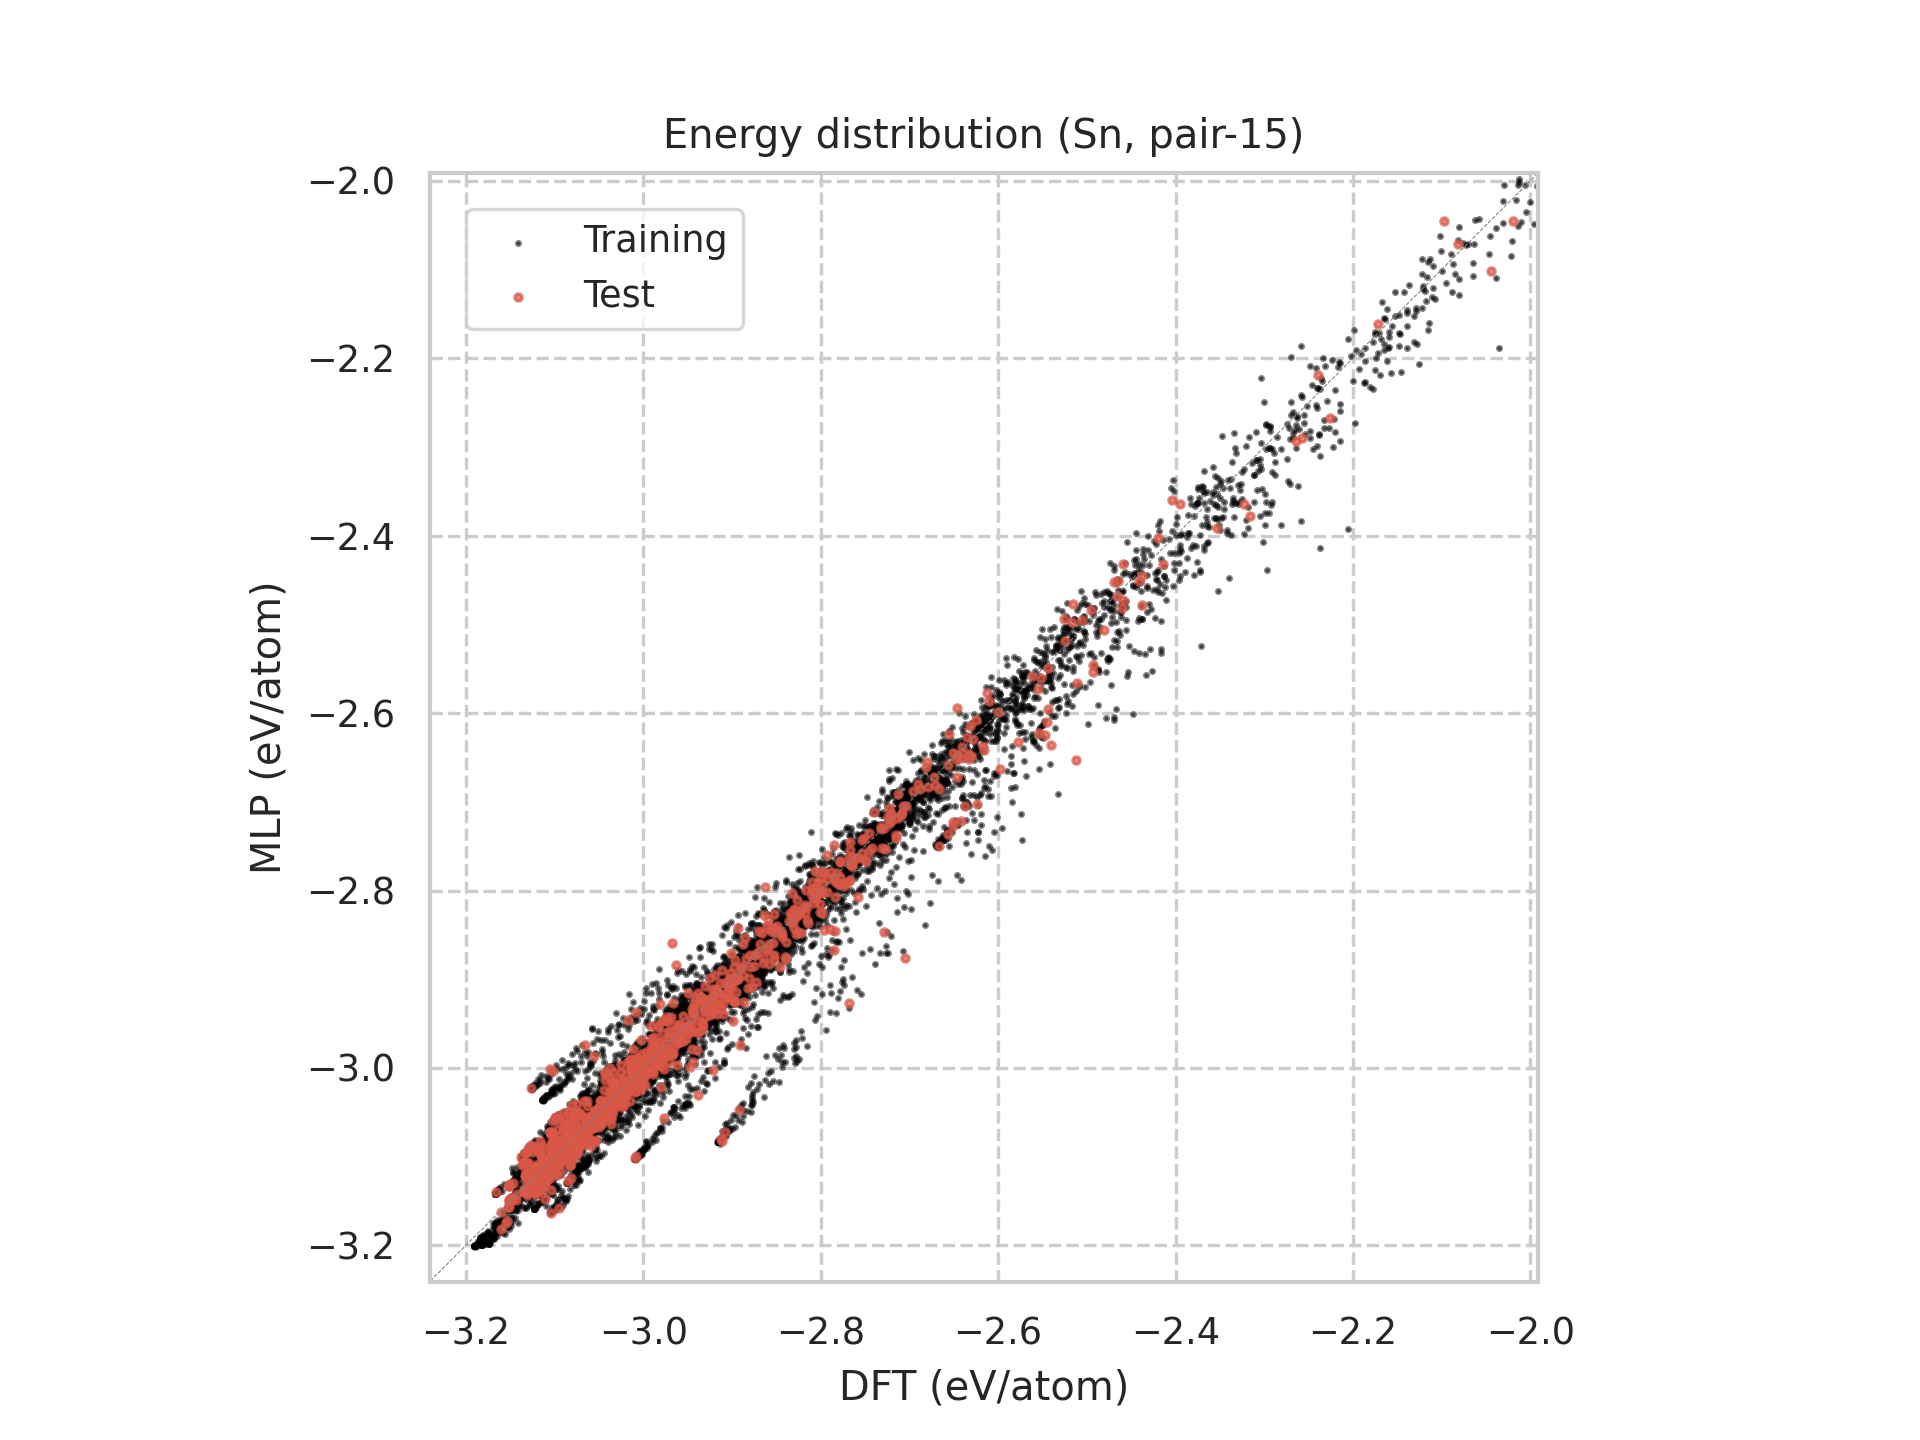 Energy distribution (Sn, pair-15)
−2.0
Training
Test
−2.2
−2.4
−2.6
−2.8
−3.0
−3.2
MLP (eV/atom)
−3.2 −3.0 −2.8 −2.6 −2.4 −2.2 −2.0
DFT (eV/atom)